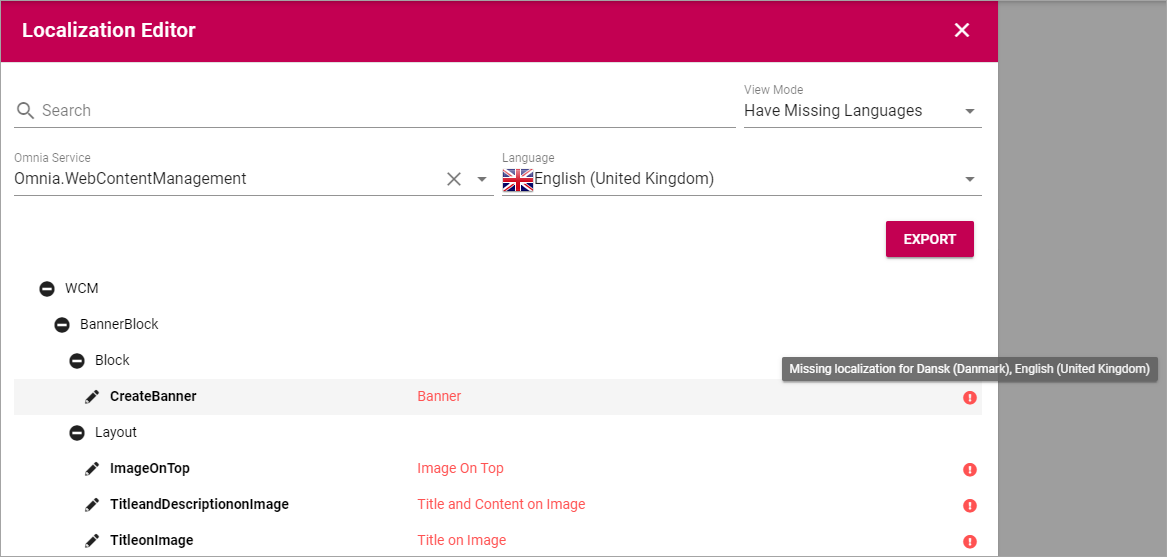 Localization Editor
Search
View Mode
Have Missing Languages
Omnia Service
Omnia.WebContentManagement
Language
English (United Kingdom)
EXPORT
WCM
BannerBlock
Block
Missing localization for Dansk (Danmark), English (United Kingdom)
CreateBanner Banner
Layout
ImageOnTop Image On Top
TitleandDescriptiononImage Title and Content on Image
TitleonImage Title on Image